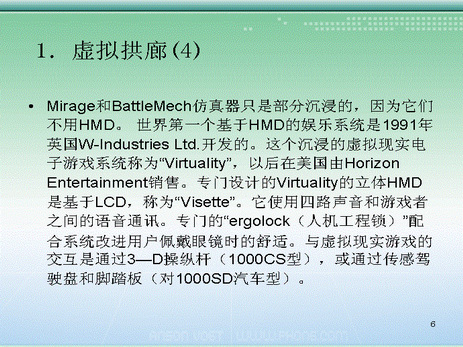 1. 虚拟拱廊(4)
• Mirage和BattleMech仿真器只是部分沉浸的，因为它们
不用HMD。 世界第一个基于HMD的娱乐系统是1991年
英国W-Industries Ltd.开发的。这个沉浸的虚拟现实电
子游戏系统称为“Virtuality”，以后在美国由Horizon
Entertainment销售。专门设计的Virtuality的立体HMD
是基于LCD，称为“Visette”。它使用四路声音和游戏者
之间的语音通讯。专门的“ergolock（人机工程锁）”配
合系统改进用户佩戴眼镜时的舒适。与虚拟现实游戏的
交互是通过3—D操纵杆（1000CS型），或通过传感驾
驶盘和脚踏板（对1000SD汽车型）。
6